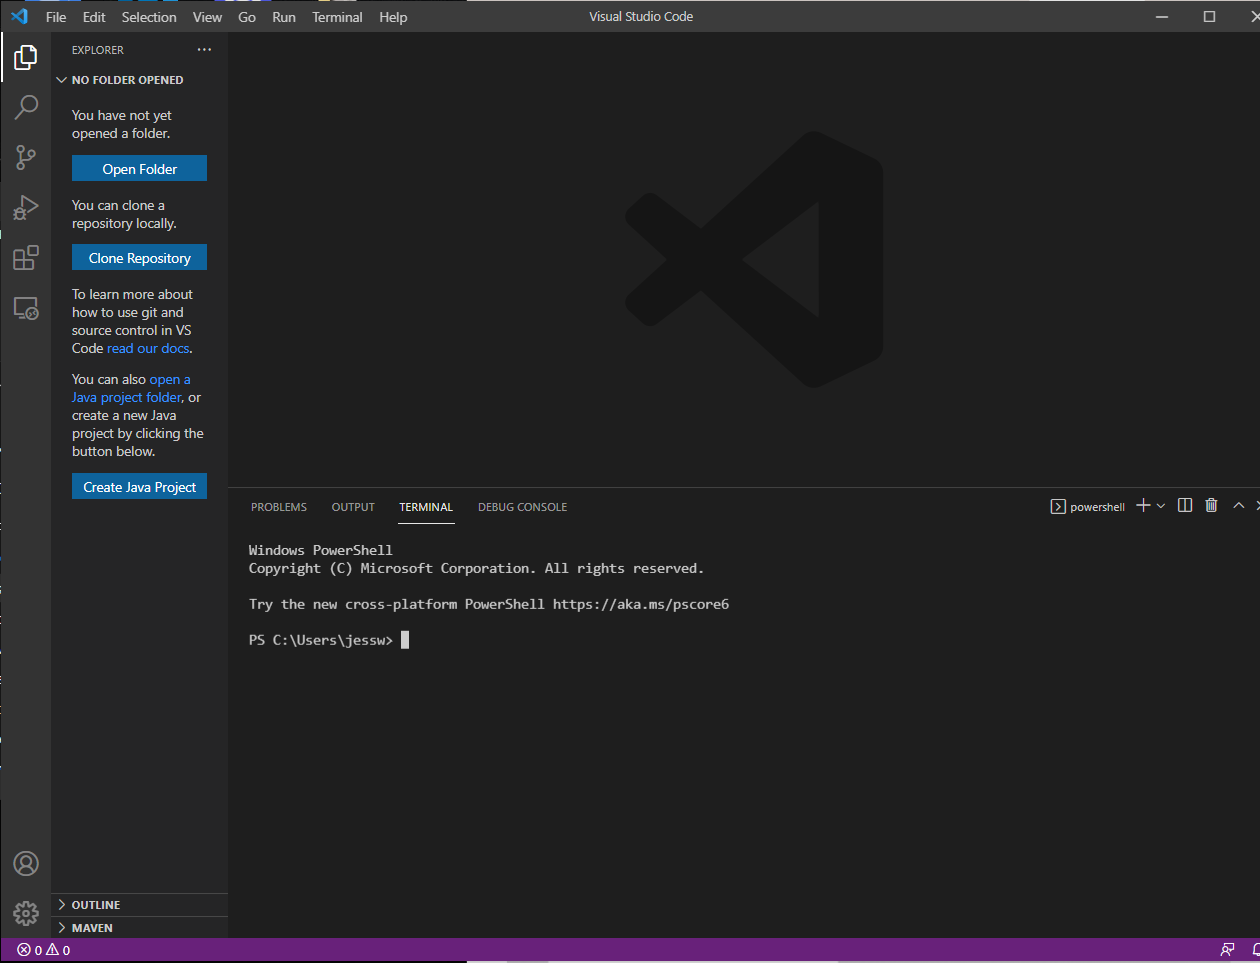 File Edit Selection View Go Run Terminal Help
Visual Studio Code
EXPLORER
NO FOLDER OPENED
You have not yet
opened a folder.
Open Folder
You can clone a
repository locally.
Clone Repository
To learn more about
how to use git and
source control in VS
Code read our docs.
You can also open a
Java project folder, or
create a new Java
project by clicking the
button below.
Create Java Project
PROBLEMS OUTPUT TERMINAL DEBUG CONSOLE
powershell
Windows PowerShell
Copyright (C) Microsoft Corporation. All rights reserved.
Try the new cross-platform PowerShell https://aka.ms/pscore6
PS C:\Users\jessw>
OUTLINE
MAVEN
0 0